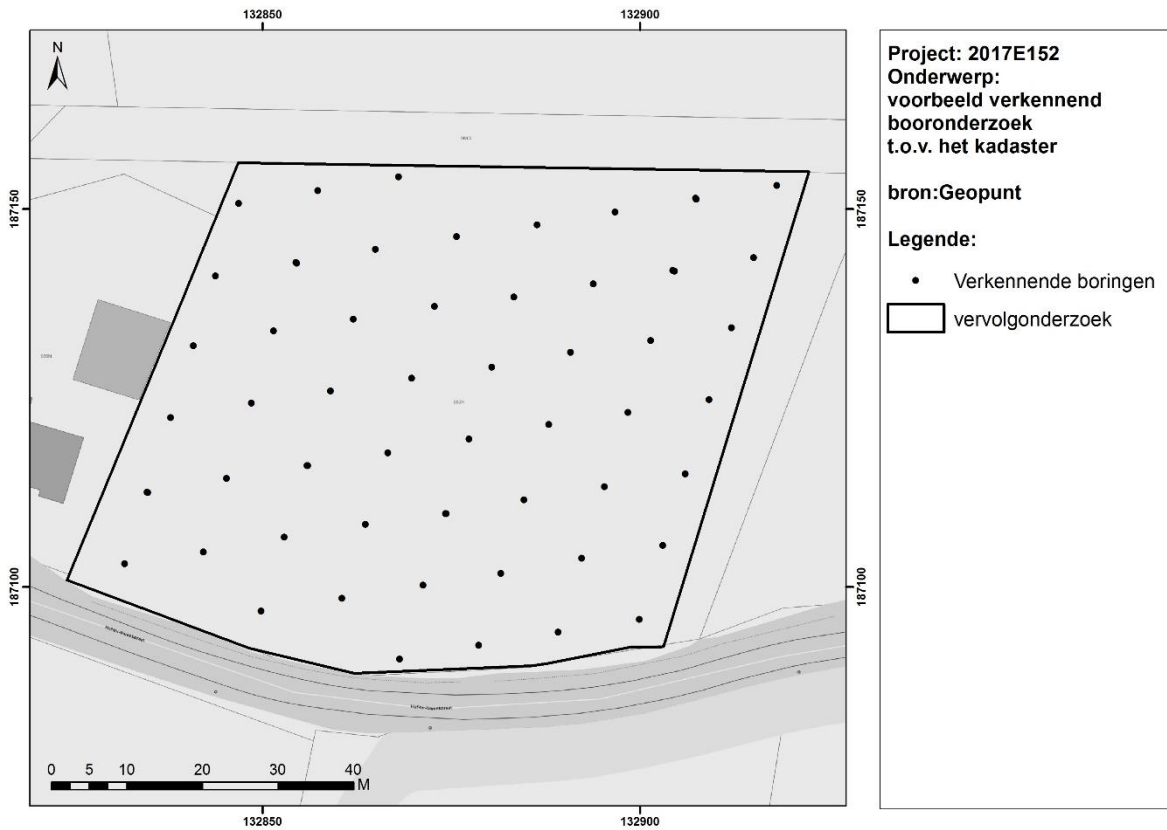 132850
132900
N
187150
187150
187100
187100
0 5 10 20 30 40
M
132850
132900
Project: 2017E152
Onderwerp:
voorbeeld verkennend
booronderzoek
t.o.v. het kadaster
bron:Geopunt
Legende:
Verkennende boringen
vervolgonderzoek